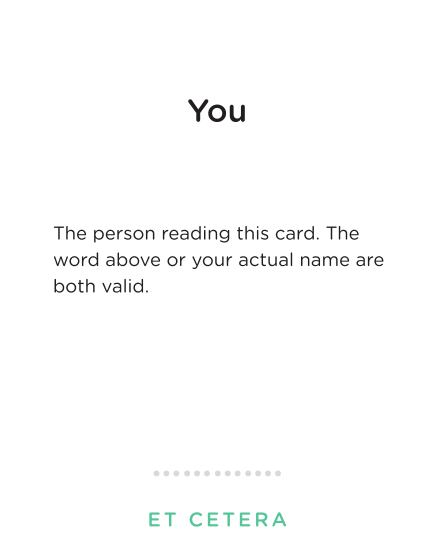 You
The person reading this card. The
word above or your actual name are
both valid.
ET CETERA